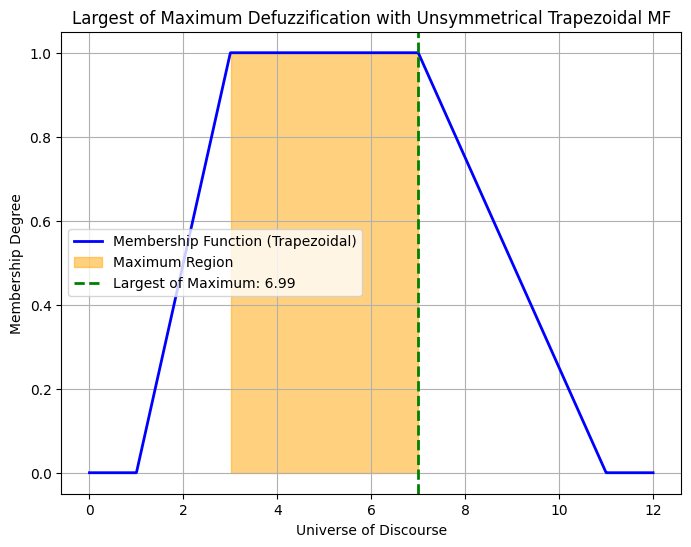 Largest of Maximum Defuzzification with Unsymmetrical Trapezoidal MF
1.0
0.8
0.6
0.4
0.2
0.0
Membership Degree
Membership Function (Trapezoidal)
Maximum Region
Largest of Maximum: 6.99
0 2 4 6 8 10 12
Universe of Discourse